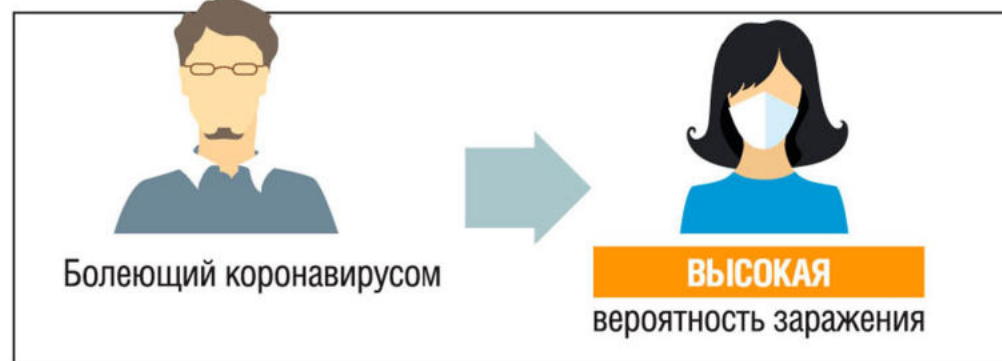 Болеющий коронавирусом
ВЫСОКАЯ
вероятность заражения